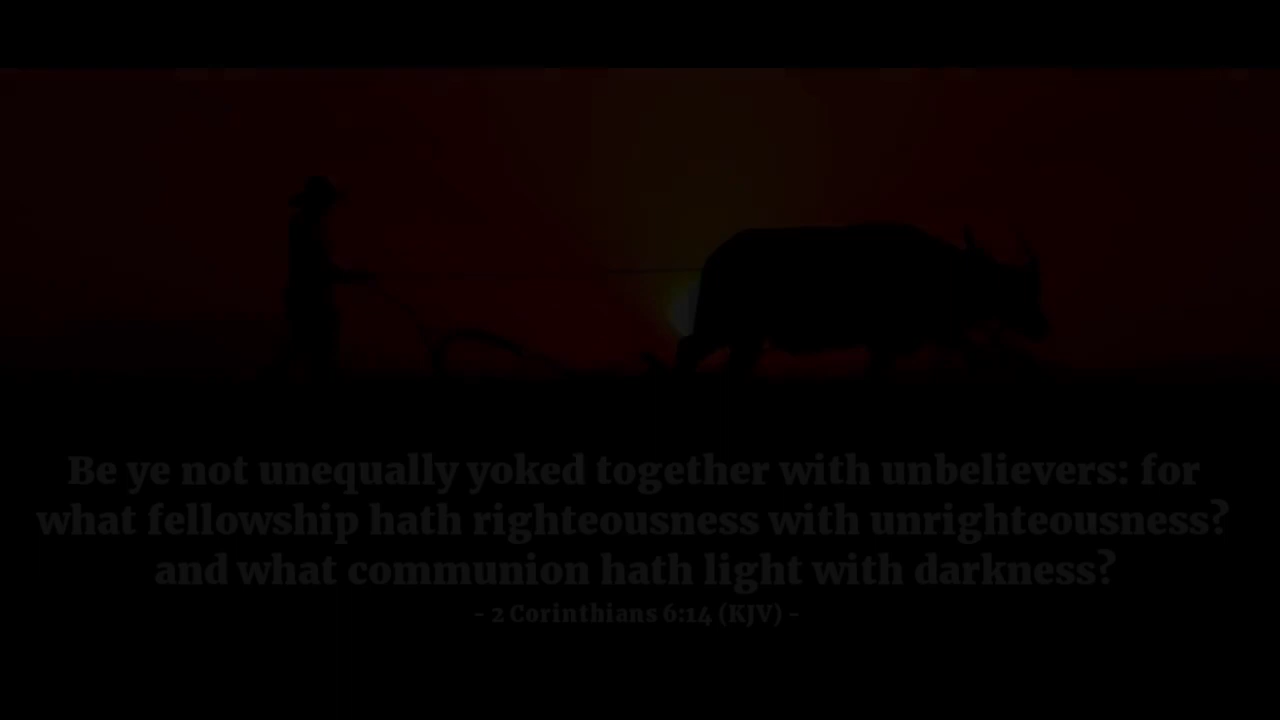 Be ye not unequally yoked together with unbelievers: for
what fellowship hath righteousness with unrighteousness?
and what communion hath light with darkness?
- 2 Corinthians 6:14 (KJV) -